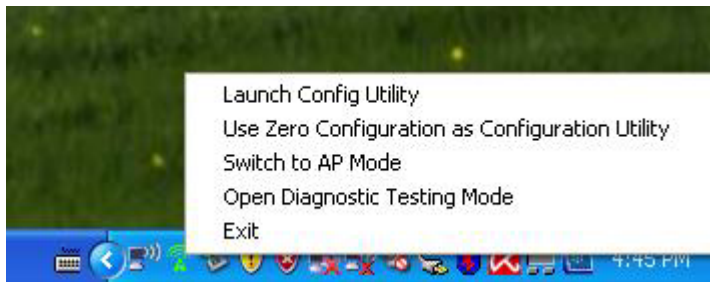 Launch Config Utility
Use Zero Configuration as Configuration Utility
Switch to AP Mode
Open Diagnostic Testing Mode
Exit
4:45 PM